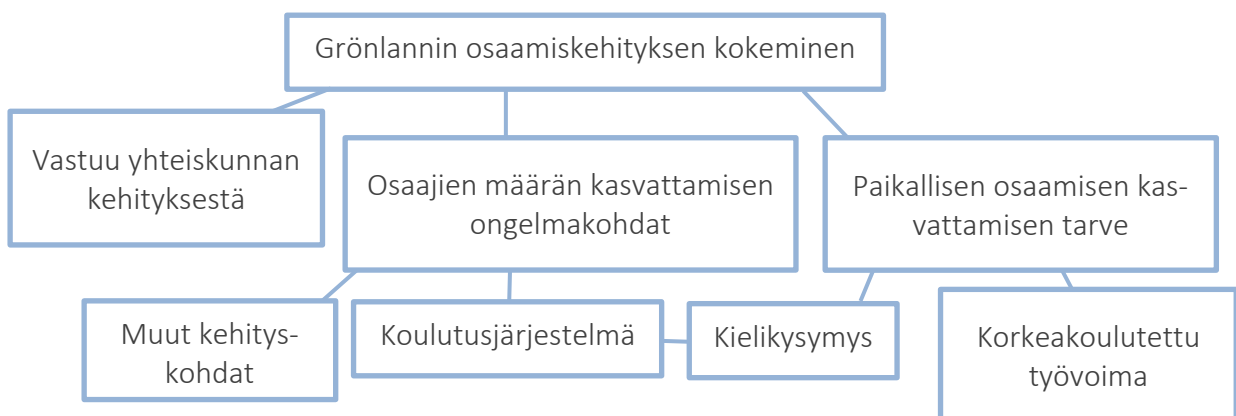 Grönlannin osaamiskehityksen kokeminen
Vastuu yhteiskunnan
kehityksestä
Osaajien määrän kasvattamisen
ongelmakohdat
Paikallisen osaamisen kas-
vattamisen tarve
Muut kehitys-
kohdat
Koulutusjärjestelmä
Kielikysymys
Korkeakoulutettu
työvoima